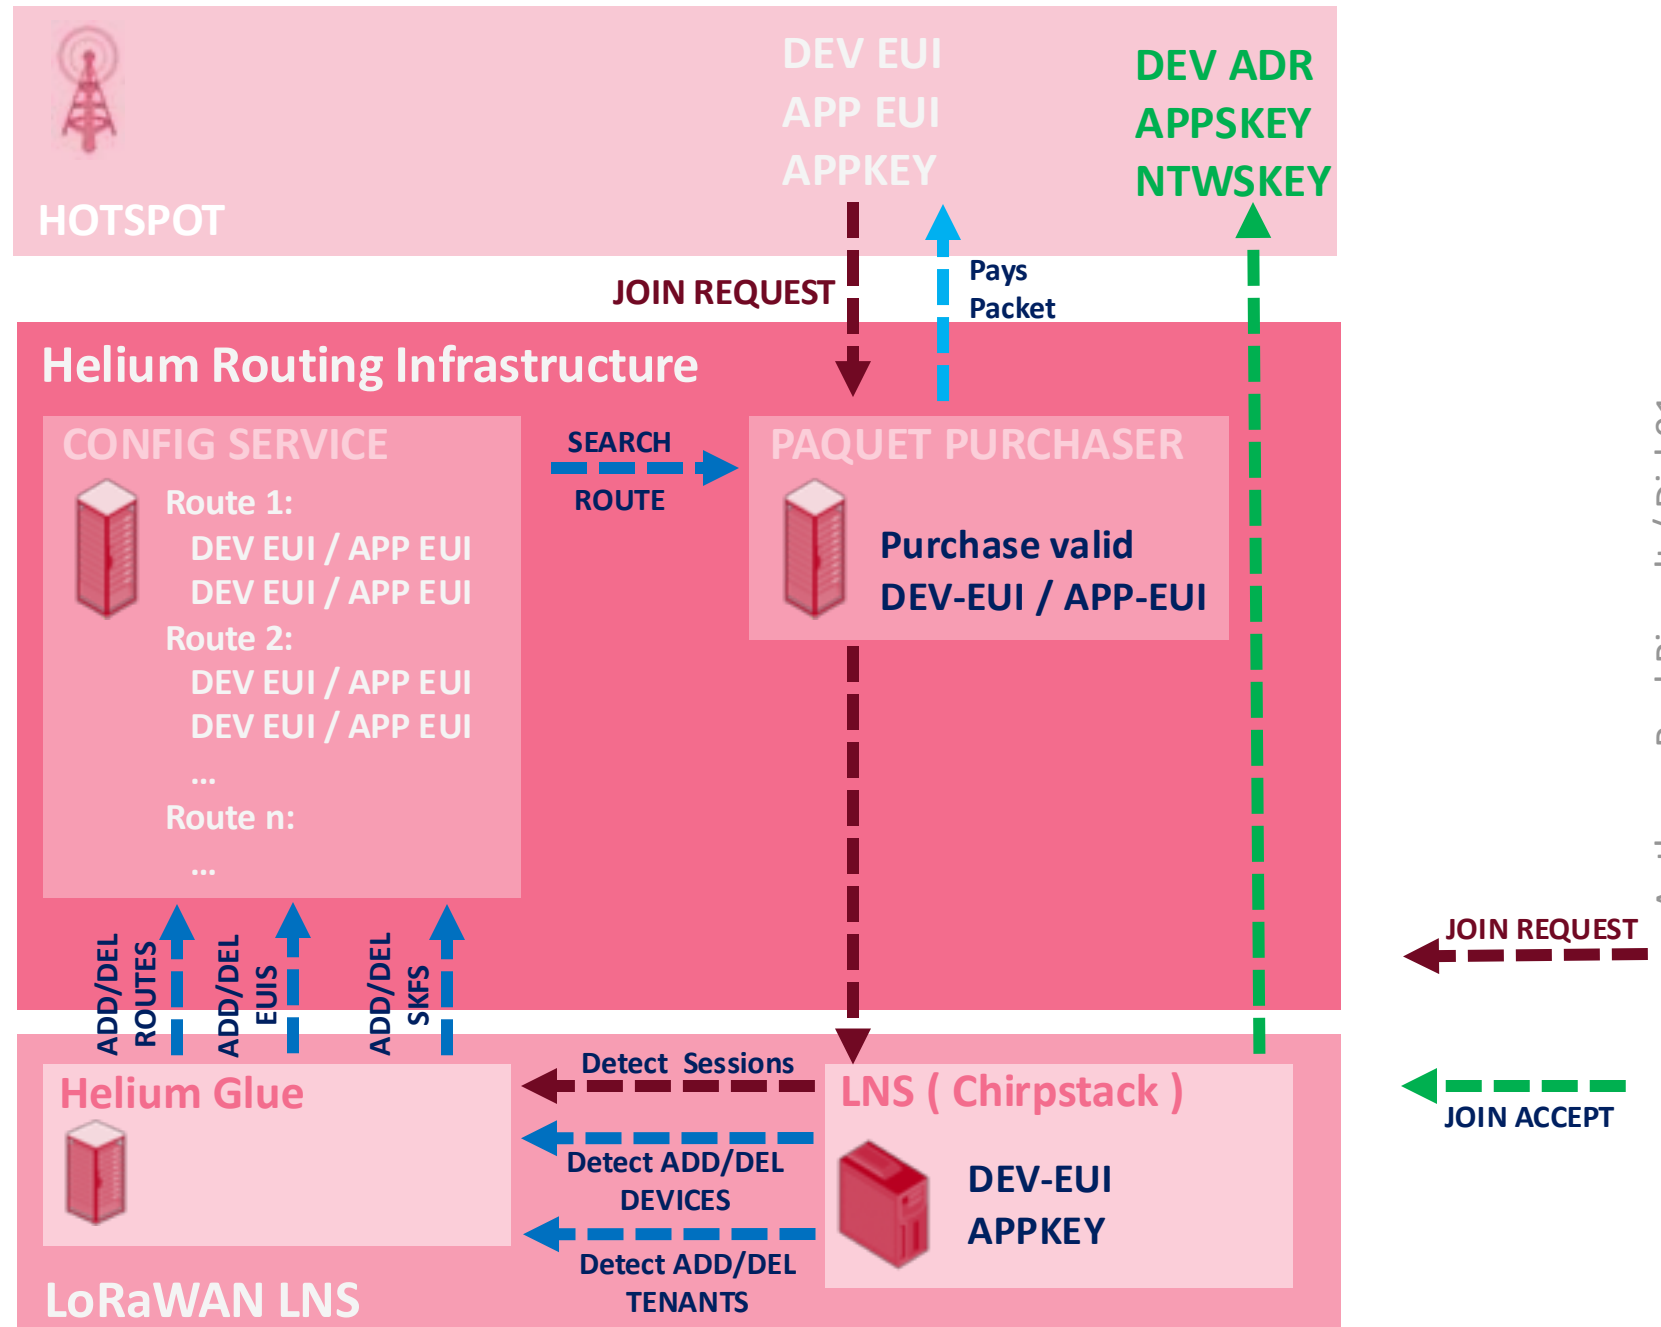 DEV EUI
APP EUI
APPKEY
DEV ADR
APPSKEY
NTWSKEY
HOTSPOT
JOIN REQUEST
Pays
Packet
Helium Routing Infrastructure
CONFIG SERVICE
Route 1:
DEV EUI / APP EUI
DEV EUI / APP EUI
Route 2:
DEV EUI / APP EUI
DEV EUI / APP EUI
...
Route n:
...
SEARCH
ROUTE
PAQUET PURCHASER
Purchase valid
DEV-EUI / APP-EUI
ADD/DEL
ROUTES
ADD/DEL
EUIS
ADD/DEL
SKFS
JOIN REQUEST
JOIN ACCEPT
Helium Glue
Detect Sessions
Detect ADD/DEL
DEVICES
Detect ADD/DEL
TENANTS
LNS ( Chirpstack )
DEV-EUI
APPKEY
LoRaWAN LNS